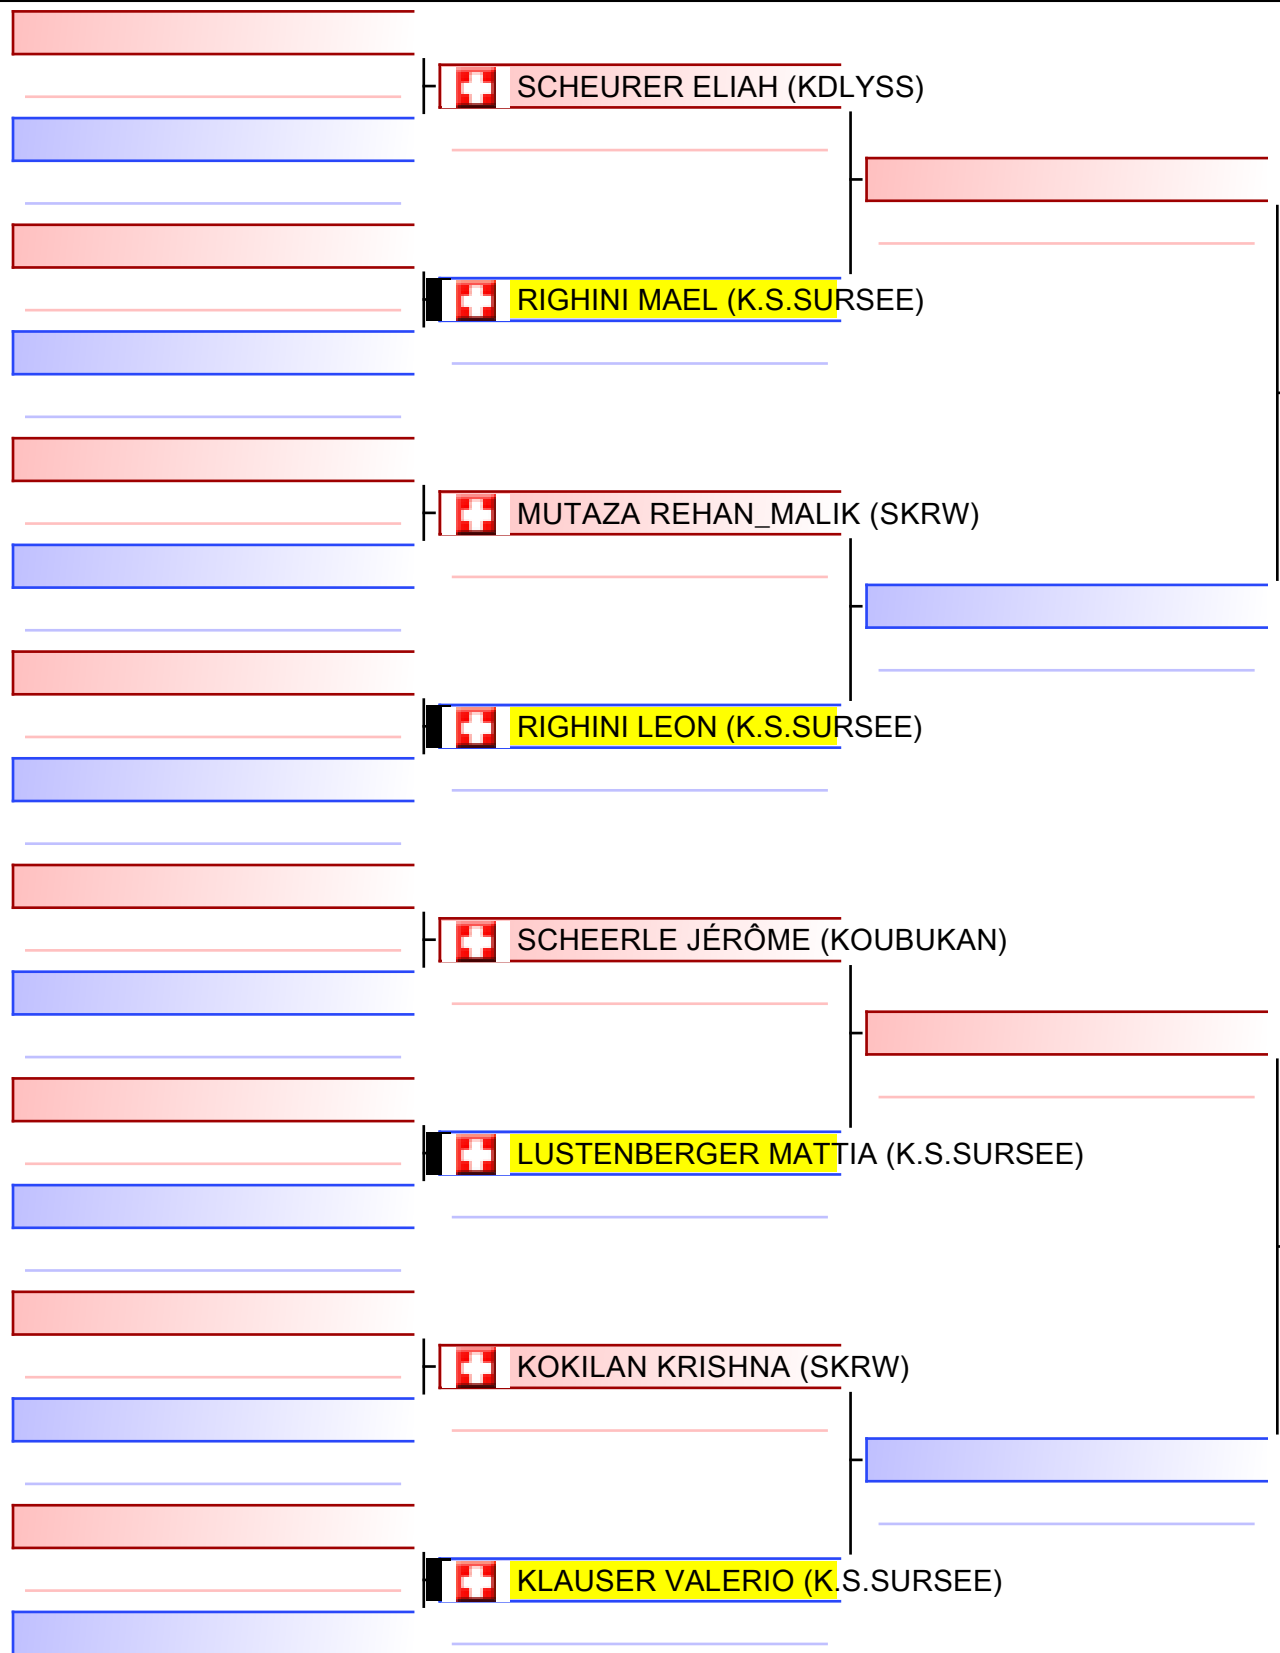 SCHEURER ELIAH (KDLYSS)
RIGHINI MAEL (K.S.SURSEE)
MUTAZA REHAN_MALIK (SKRW)
RIGHINI LEON (K.S.SURSEE)
SCHEERLE JÉRÔME (KOUBUKAN)
LUSTENBERGER MATTIA (K.S.SURSEE)
KOKILAN KRISHNA (SKRW)
KLAUSER VALERIO (K.S.SURSEE)